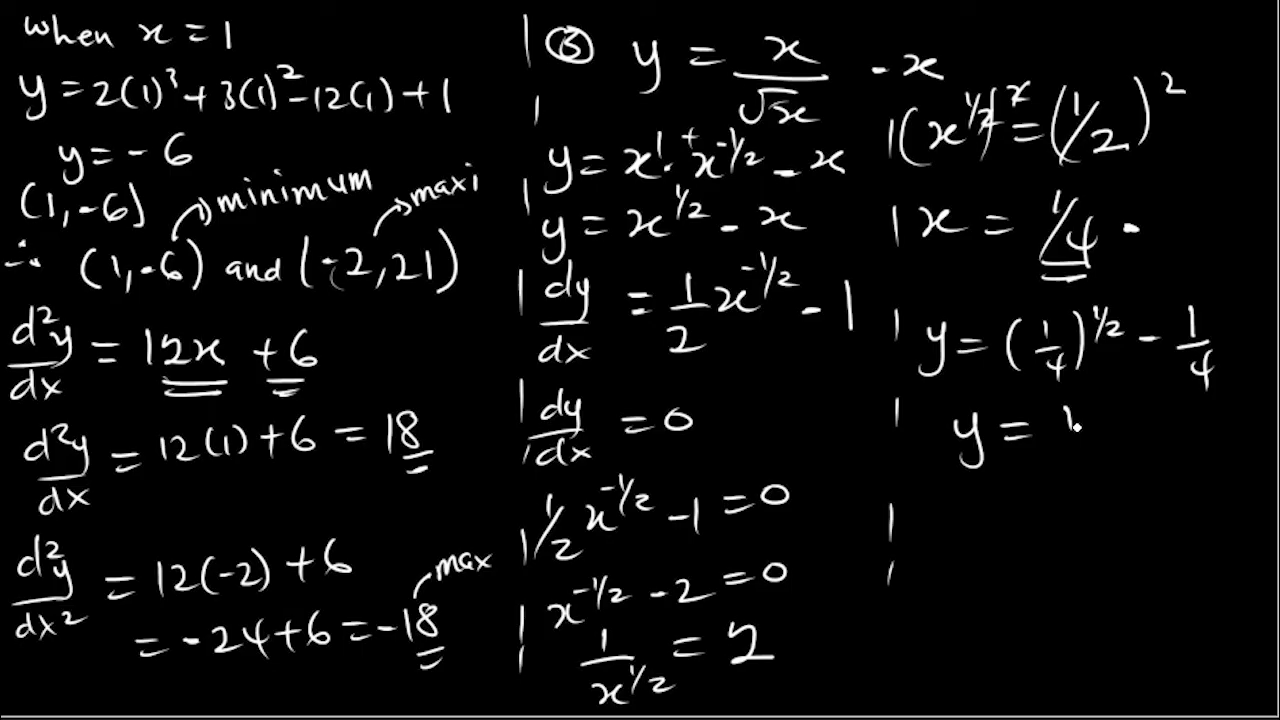 when x = 1
y = 2(1)³ + 3(1)² - 12(1) + 1
y = - 6
(1, -6)
minimum
maxi
∴ (1, -6) and (-2, 21)
d²y/dx = 12x + 6
d²y/dx = 12(1) + 6 = 18
d²y/dx² = 12(-2) + 6
max
= -24 + 6 = -18
y = x/√x - x
y = x¹ · x^-1/2 - x
y = x^1/2 - x
dy/dx = 1/2 x^-1/2 - 1
dy/dx = 0
1/2 x^-1/2 - 1 = 0
x^-1/2 - 2 = 0
1/x^1/2 = 2
(x^1/2)² = (1/2)²
x = 1/4
y = (1/4)^1/2 - 1/4
y = 1